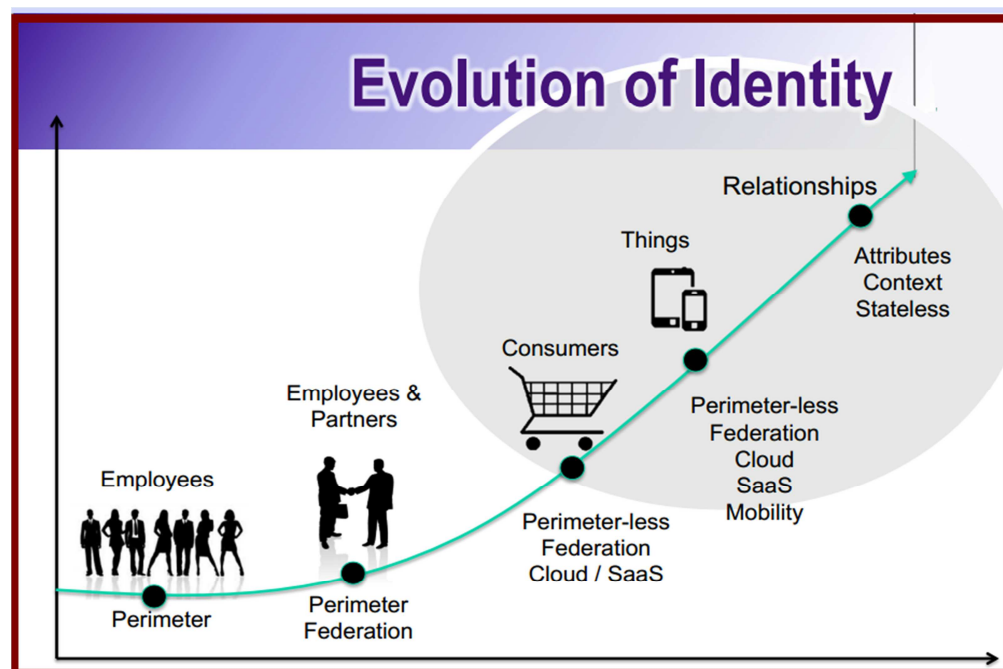 Evolution of Identity
Relationships
Attributes
Context
Stateless
Things
Perimeter-less
Federation
Cloud
SaaS
Mobility
Consumers
Perimeter-less
Federation
Cloud / SaaS
Employees &
Partners
Perimeter
Federation
Employees
Perimeter